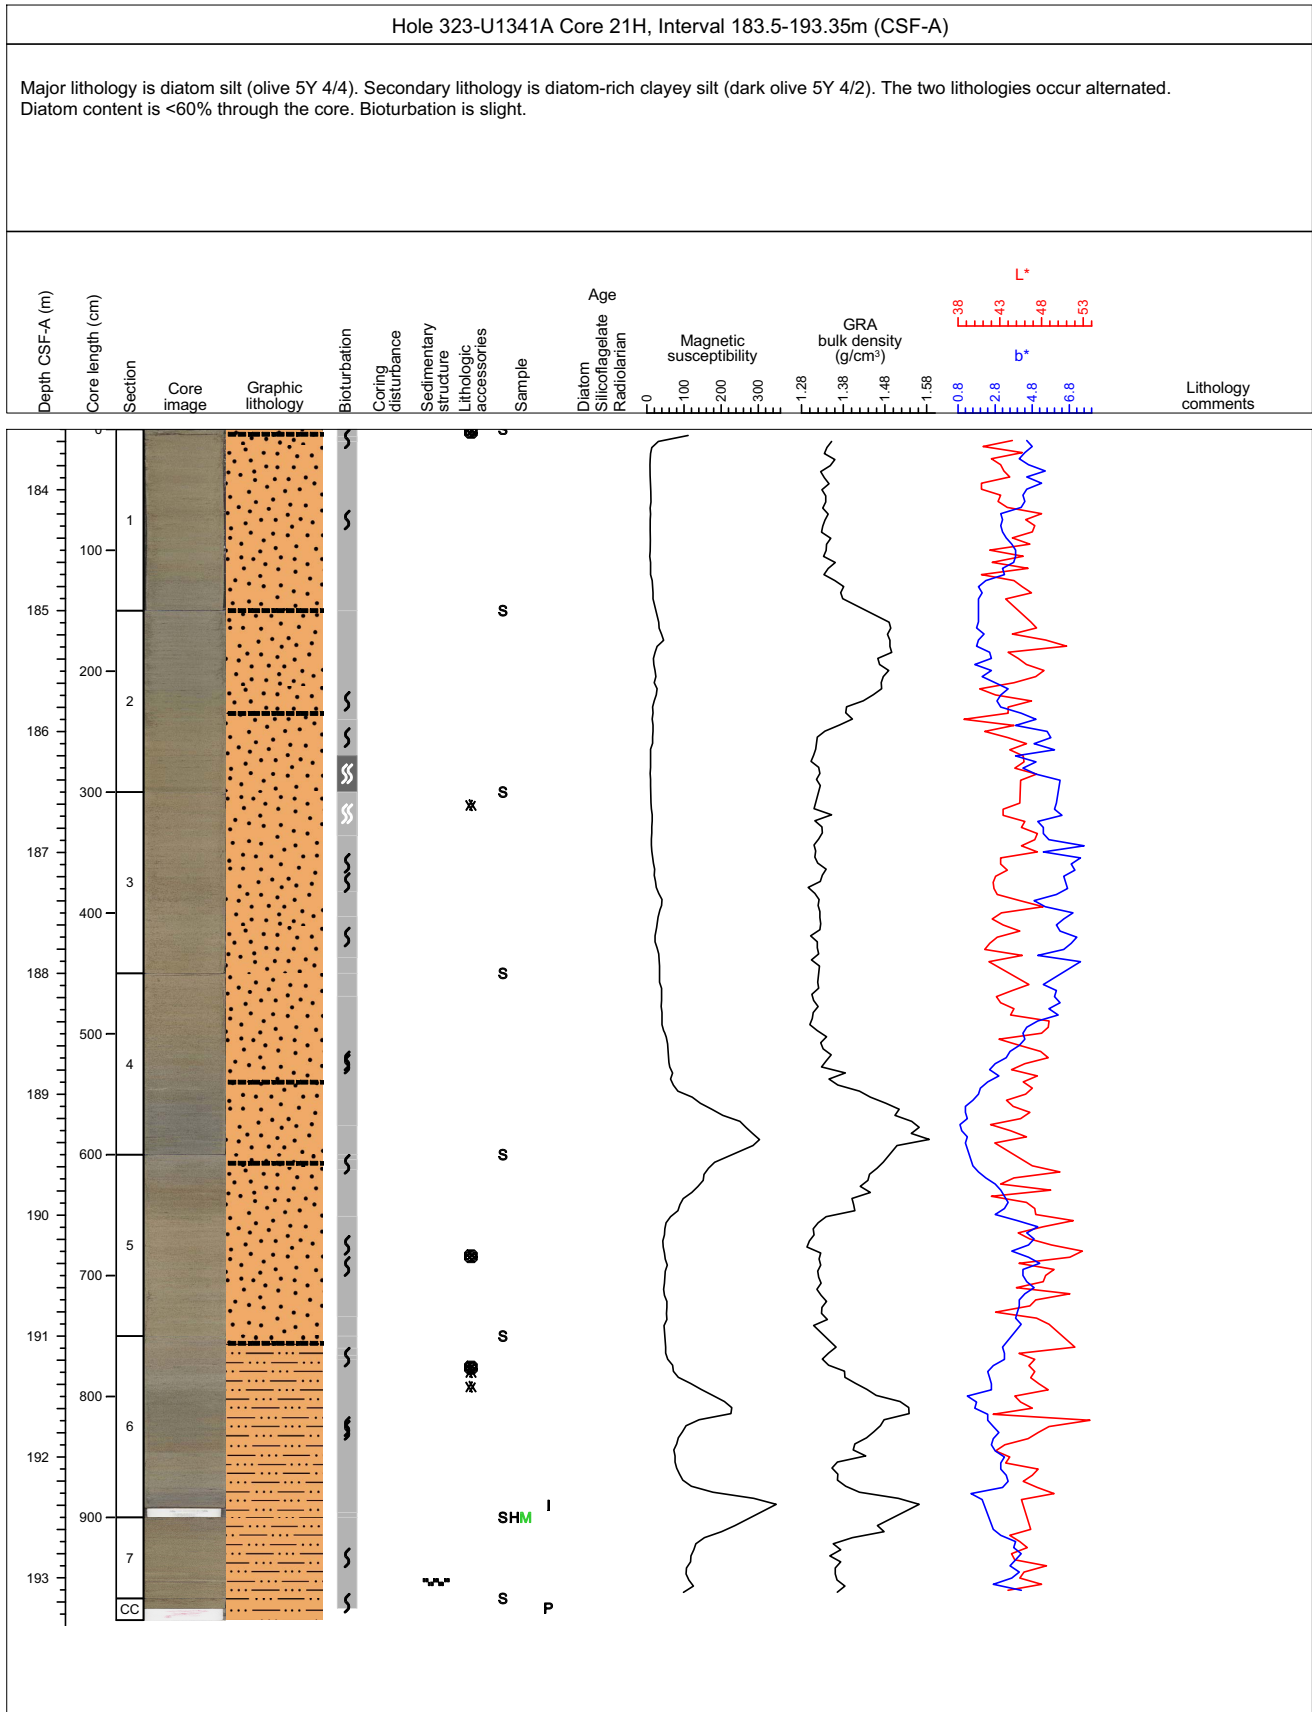 Hole 323-U1341A Core 21H, Interval 183.5-193.35m (CSF-A)
Major lithology is diatom silt (olive 5Y 4/4). Secondary lithology is diatom-rich clayey silt (dark olive 5Y 4/2). The two lithologies occur alternated.
Diatom content is <60% through the core. Bioturbation is slight.
Depth CSF-A (m)
Core length (cm)
Section
Core
image
Graphic
lithology
Bioturbation
Coring
disturbance
Sedimentary
structure
Lithologic
accessories
Sample
Age
Diatom
Silicoflagelate
Radiolarian
Magnetic
susceptibility
0 100 200 300
GRA
bulk density
(g/cm³)
1.28 1.38 1.48 1.58
L*
38 43 48 53
b*
0.8 2.8 4.8 6.8
Lithology
comments
0 S
184
1
100
185 S
200
2
186
300 S
187
3
400
188 S
500
4
189
600 S
190
5
700
191 S
800
6
192
I
900 SHM
7
193
S
CC P